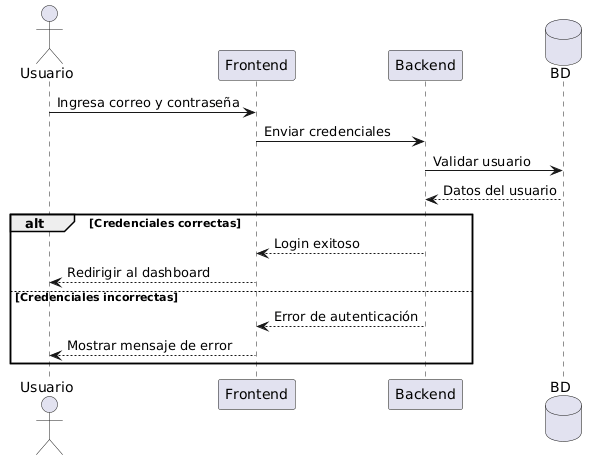 Usuario
Frontend
Backend
BD
Ingresa correo y contraseña
Enviar credenciales
Validar usuario
Datos del usuario
alt [Credenciales correctas]
Login exitoso
Redirigir al dashboard
[Credenciales incorrectas]
Error de autenticación
Mostrar mensaje de error
Usuario
Frontend
Backend
BD